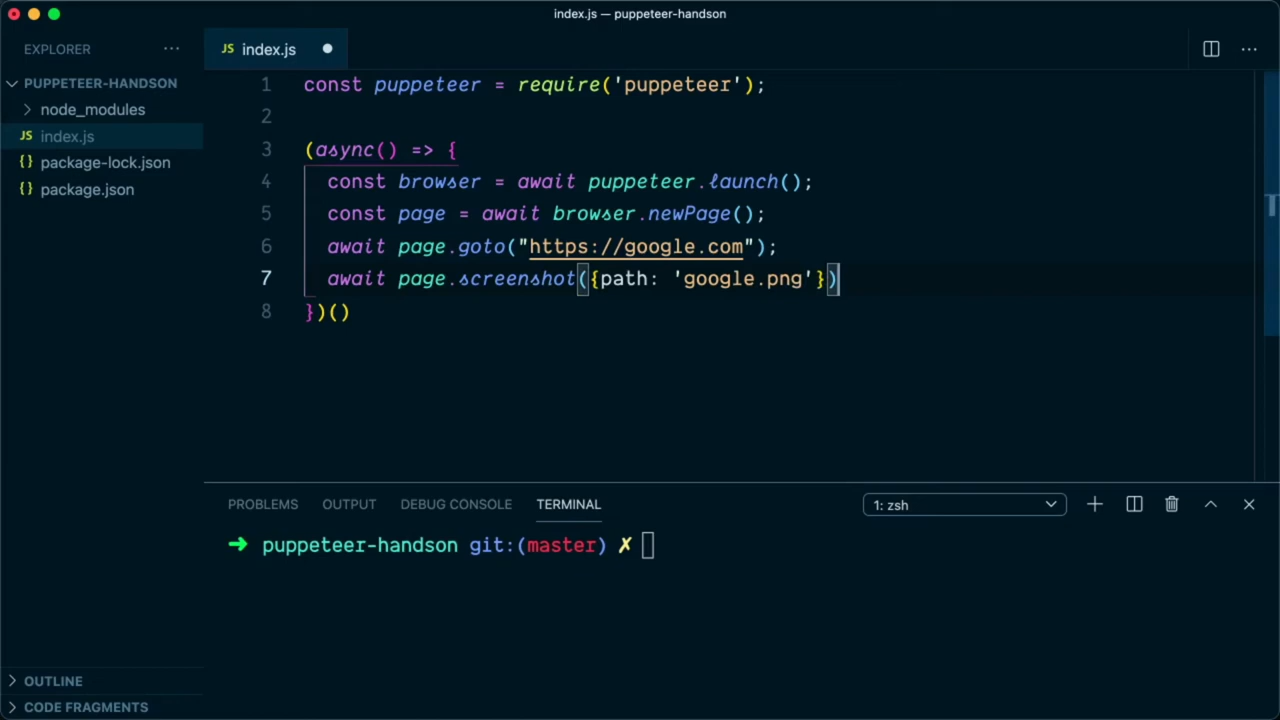 index.js — puppeteer-handson
EXPLORER ···
JS index.js ●
PUPPETEER-HANDSON
node_modules
JS index.js
{} package-lock.json
{} package.json
1 const puppeteer = require('puppeteer');
2
3 (async() => {
4 const browser = await puppeteer.launch();
5 const page = await browser.newPage();
6 await page.goto("https://google.com");
7 await page.screenshot({path: 'google.png'})
8 })()
PROBLEMS OUTPUT DEBUG CONSOLE TERMINAL 1: zsh
➜ puppeteer-handson git:(master) ✗
OUTLINE
CODE FRAGMENTS